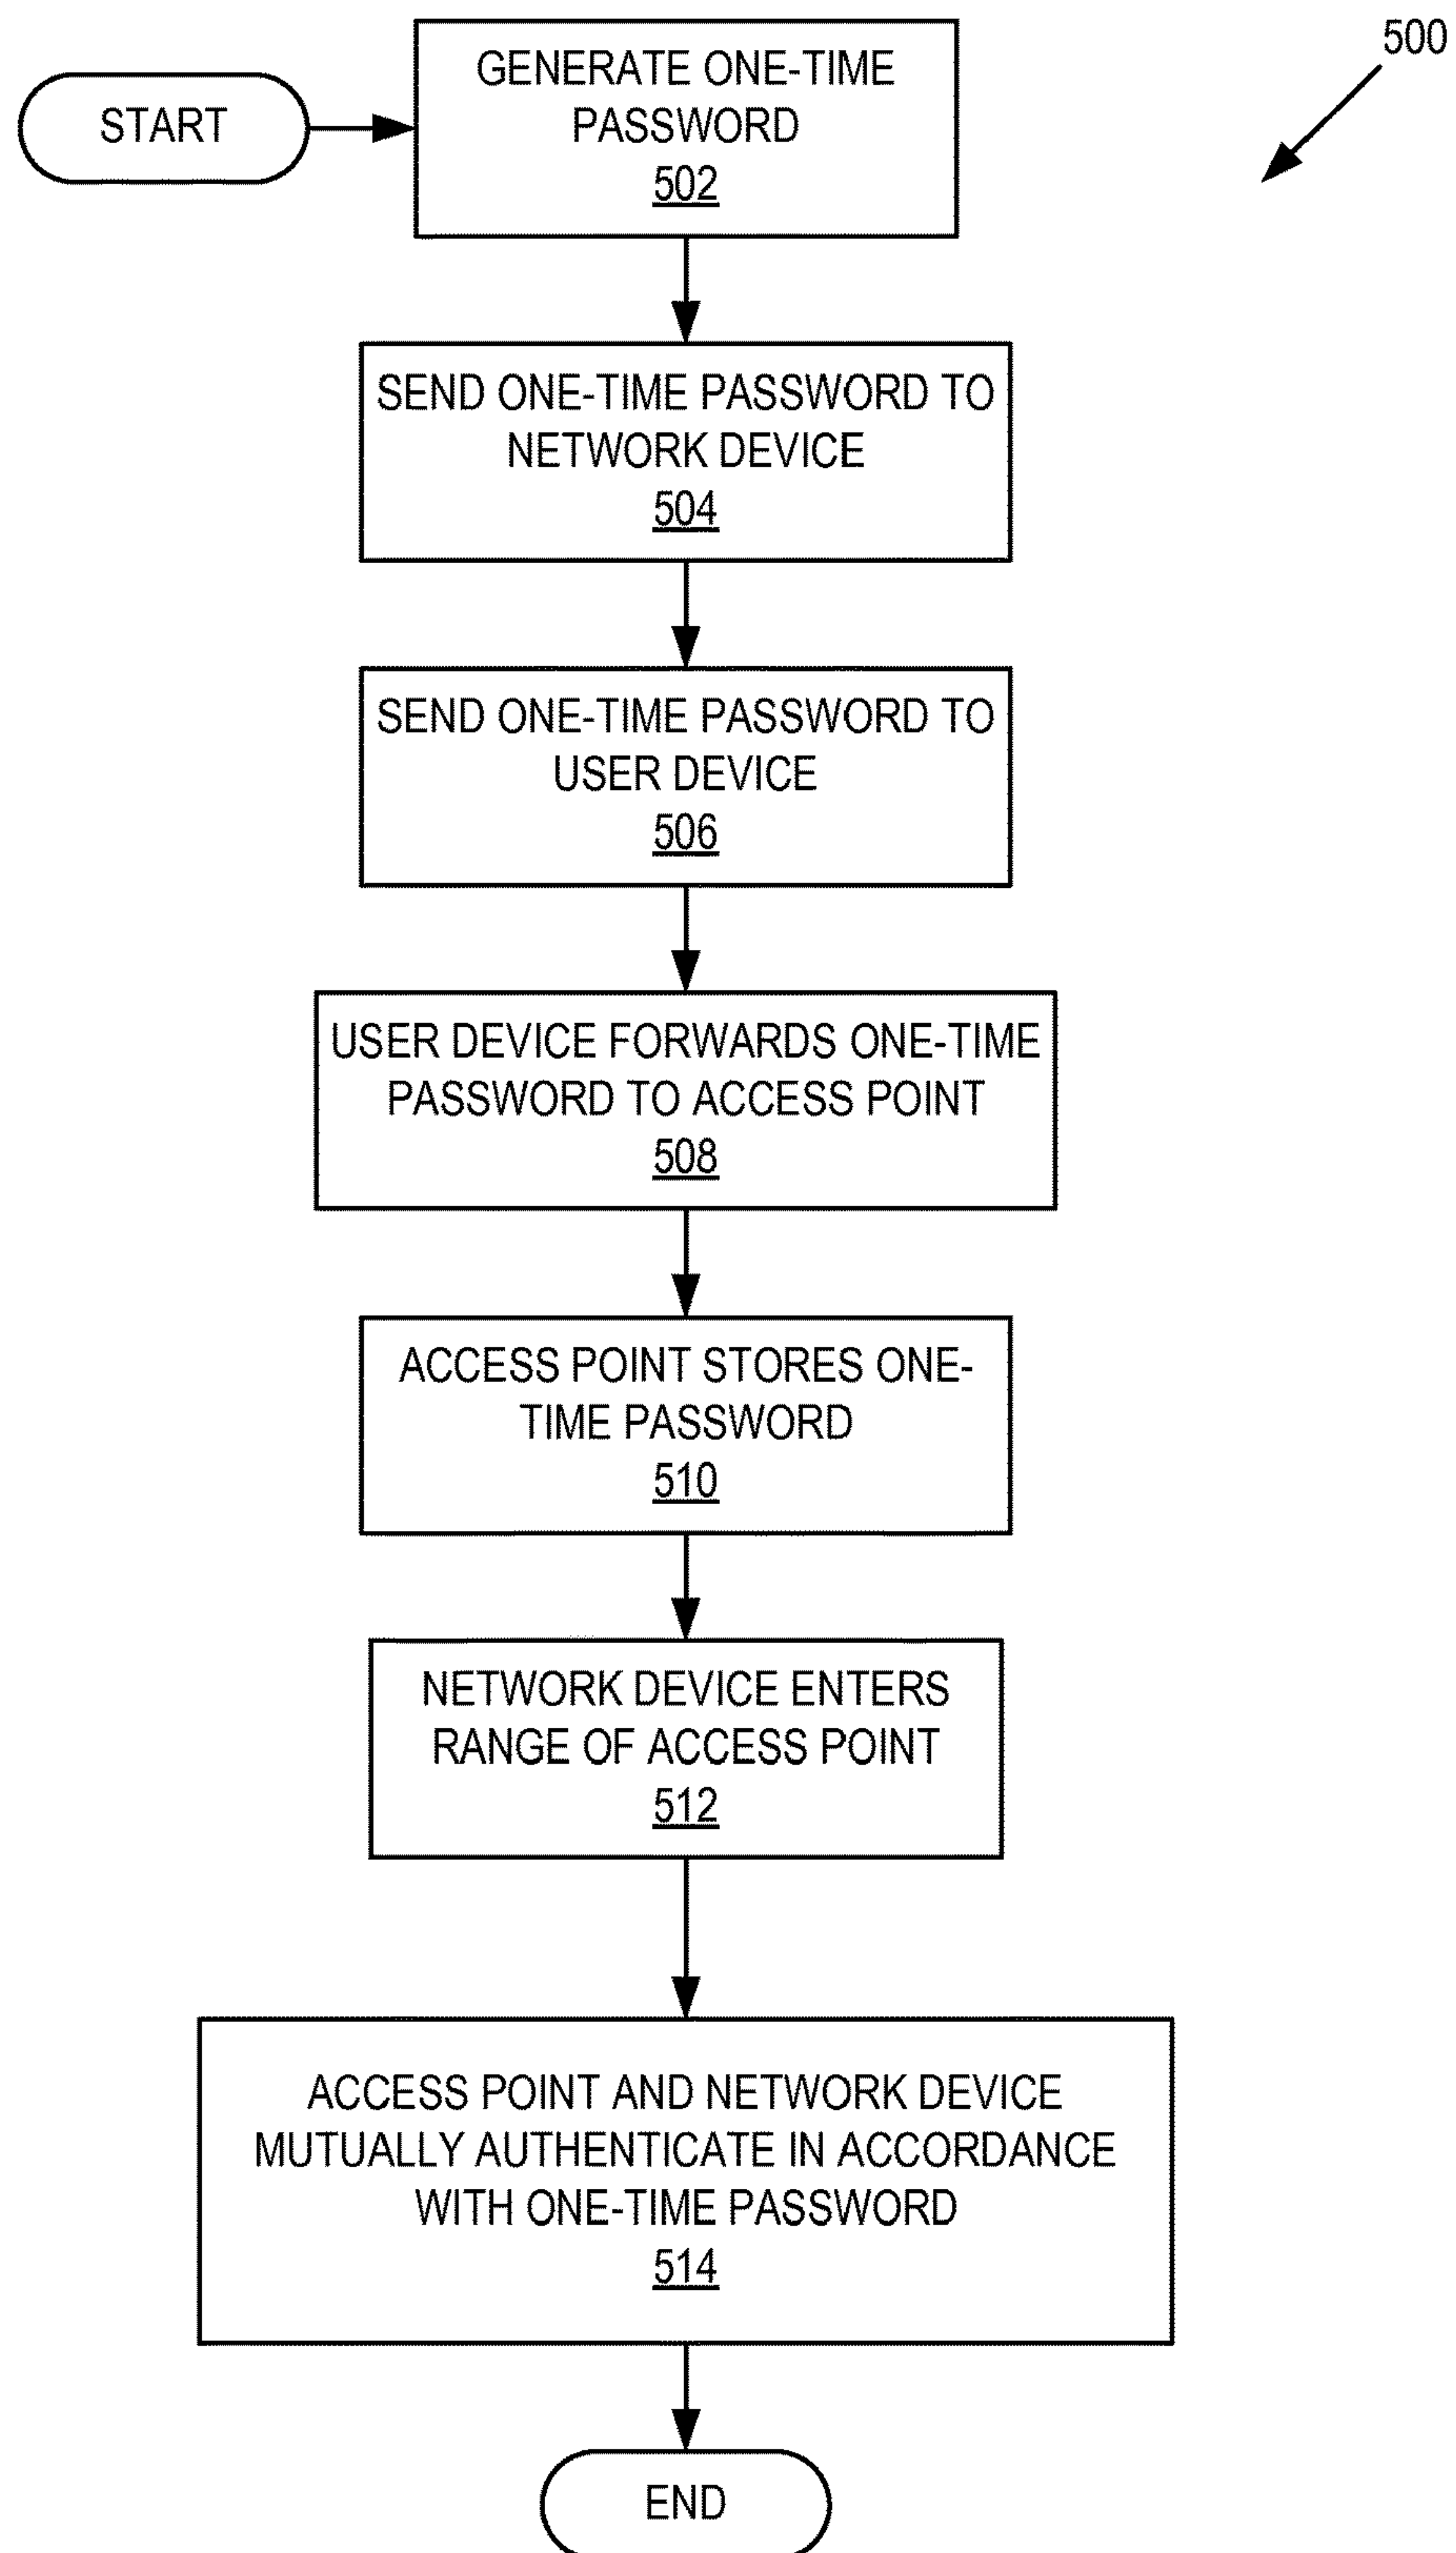 500
START
GENERATE ONE-TIME
PASSWORD
502
SEND ONE-TIME PASSWORD TO
NETWORK DEVICE
504
SEND ONE-TIME PASSWORD TO
USER DEVICE
506
USER DEVICE FORWARDS ONE-TIME
PASSWORD TO ACCESS POINT
508
ACCESS POINT STORES ONE-
TIME PASSWORD
510
NETWORK DEVICE ENTERS
RANGE OF ACCESS POINT
512
ACCESS POINT AND NETWORK DEVICE
MUTUALLY AUTHENTICATE IN ACCORDANCE
WITH ONE-TIME PASSWORD
514
END